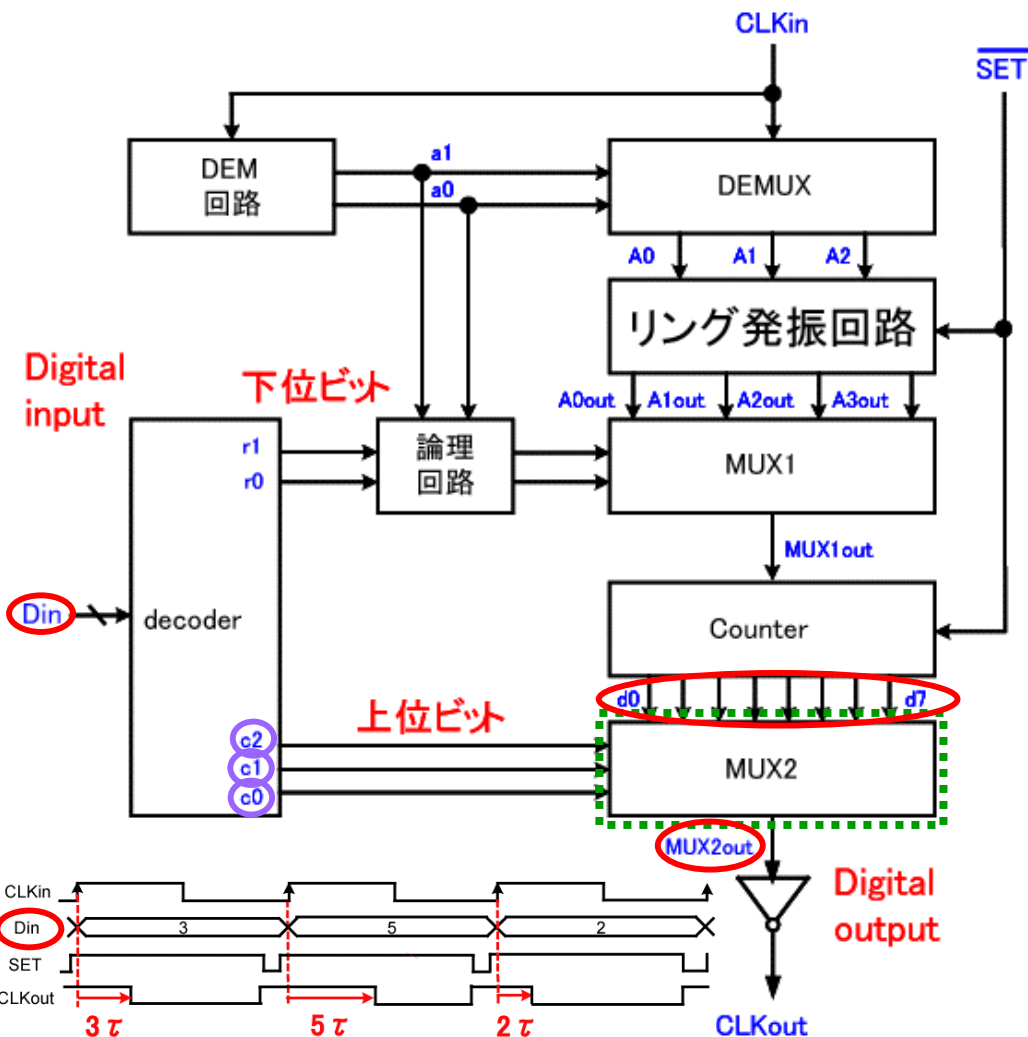 CLKin
SET
DEM
回路
a1
a0
DEMUX
A0
A1
A2
リング発振回路
Digital
input
下位ビット
A0out
A1out
A2out
A3out
r1
r0
論理
回路
MUX1
MUX1out
Din
decoder
Counter
d0
d7
上位ビット
c2
c1
c0
MUX2
MUX2out
Digital
output
CLKout
CLKin
Din
3
5
2
SET
CLKout
3τ
5τ
2τ